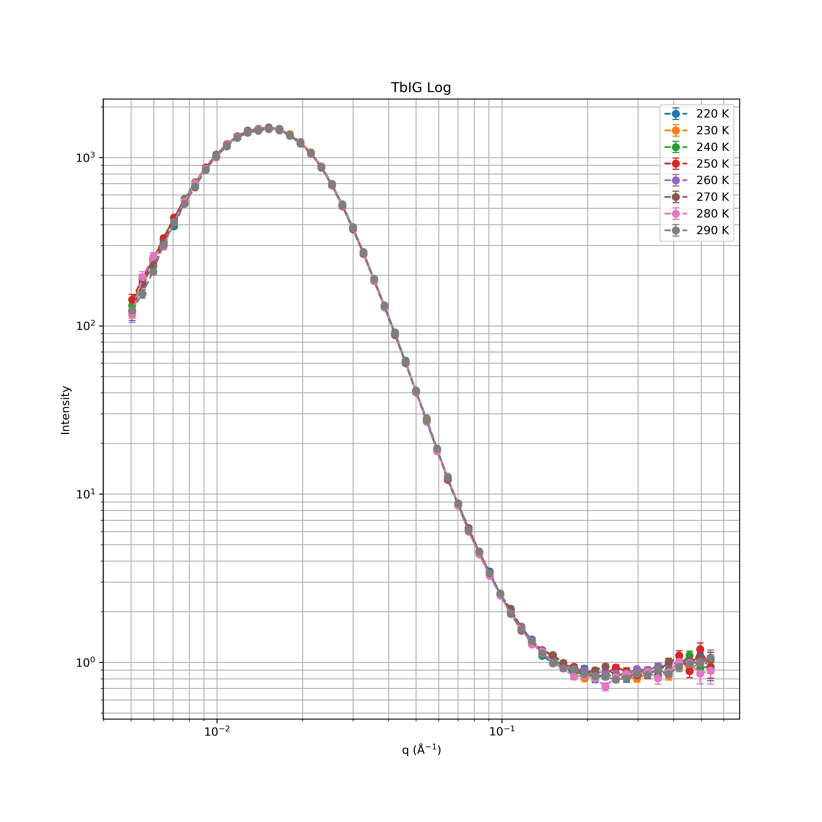 TbIG Log
220 K
230 K
240 K
250 K
260 K
270 K
280 K
290 K
10³
10²
10¹
10⁰
Intensity
10⁻²
10⁻¹
q (Å⁻¹)